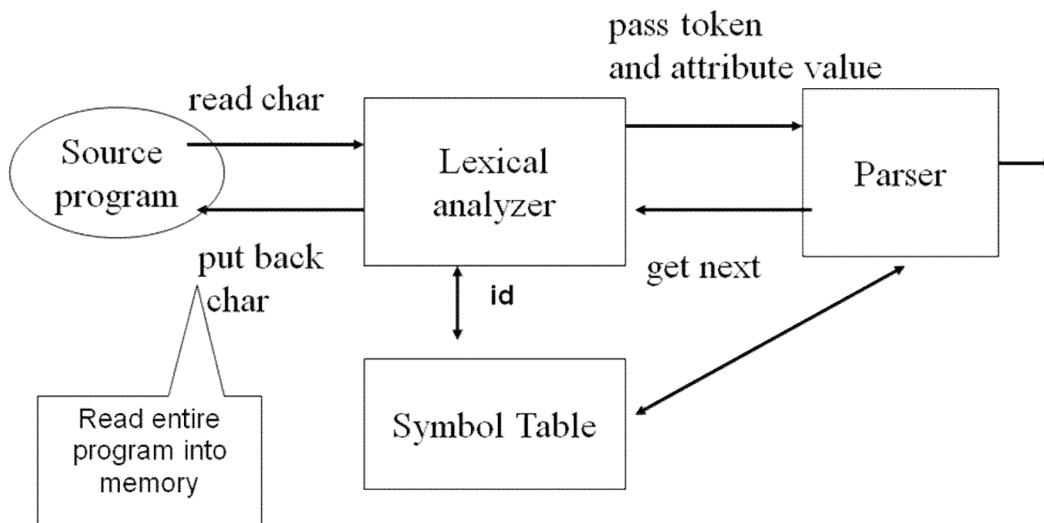 pass token
and attribute value
read char
Source
program
Lexical
analyzer
Parser
put back
char
id
get next
Read entire
program into
memory
Symbol Table